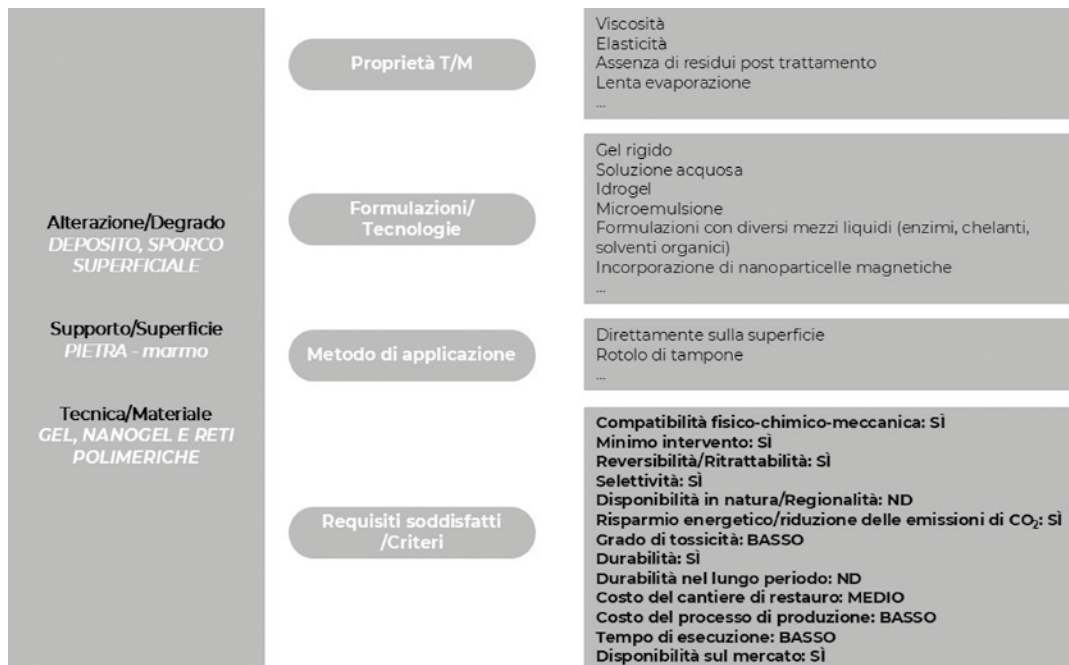 Alterazione/Degrado
DEPOSITO, SPORCO
SUPERFICIALE
Supporto/Superficie
PIETRA - marmo
Tecnica/Materiale
GEL, NANOGEL E RETI
POLIMERICHE
Proprietà T/M
Viscosità
Elasticità
Assenza di residui post trattamento
Lenta evaporazione
...
Formulazioni/
Tecnologie
Gel rigido
Soluzione acquosa
Idrogel
Microemulsione
Formulazioni con diversi mezzi liquidi (enzimi, chelanti,
solventi organici)
Incorporazione di nanoparticelle magnetiche
...
Metodo di applicazione
Direttamente sulla superficie
Rotolo di tampone
...
Requisiti soddisfatti
/Criteri
Compatibilità fisico-chimico-meccanica: SÌ
Minimo intervento: SÌ
Reversibilità/Ritrattabilità: SÌ
Selettività: SÌ
Disponibilità in natura/Regionalità: ND
Risparmio energetico/riduzione delle emissioni di CO₂: SÌ
Grado di tossicità: BASSO
Durabilità: SÌ
Durabilità nel lungo periodo: ND
Costo del cantiere di restauro: MEDIO
Costo del processo di produzione: BASSO
Tempo di esecuzione: BASSO
Disponibilità sul mercato: SÌ